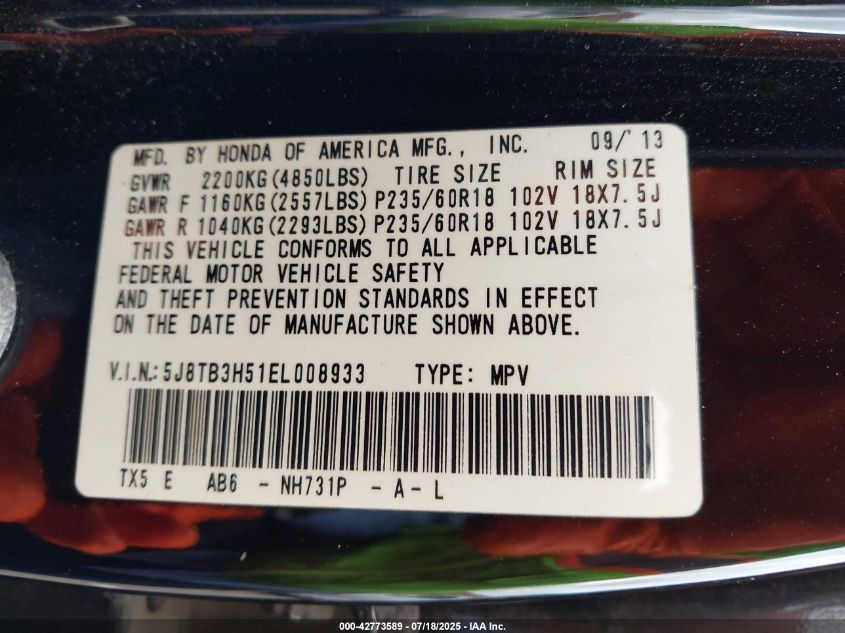 MFD. BY HONDA OF AMERICA MFG., INC. 09/'13
GVWR 2200KG(4850LBS) TIRE SIZE RIM SIZE
GAWR F 1160KG(2557LBS)P235/60R18 102V 18X7.5J
GAWR R 1040KG(2293LBS)P235/60R18 102V 18X7.5J
THIS VEHICLE CONFORMS TO ALL APPLICABLE
FEDERAL MOTOR VEHICLE SAFETY
AND THEFT PREVENTION STANDARDS IN EFFECT
ON THE DATE OF MANUFACTURE SHOWN ABOVE.
V.I.N.:5J8TB3H51EL008933 TYPE: MPV
TX5 E AB6 - NH731P - A - L
000-42773589 - 07/18/2025 - IAA Inc.